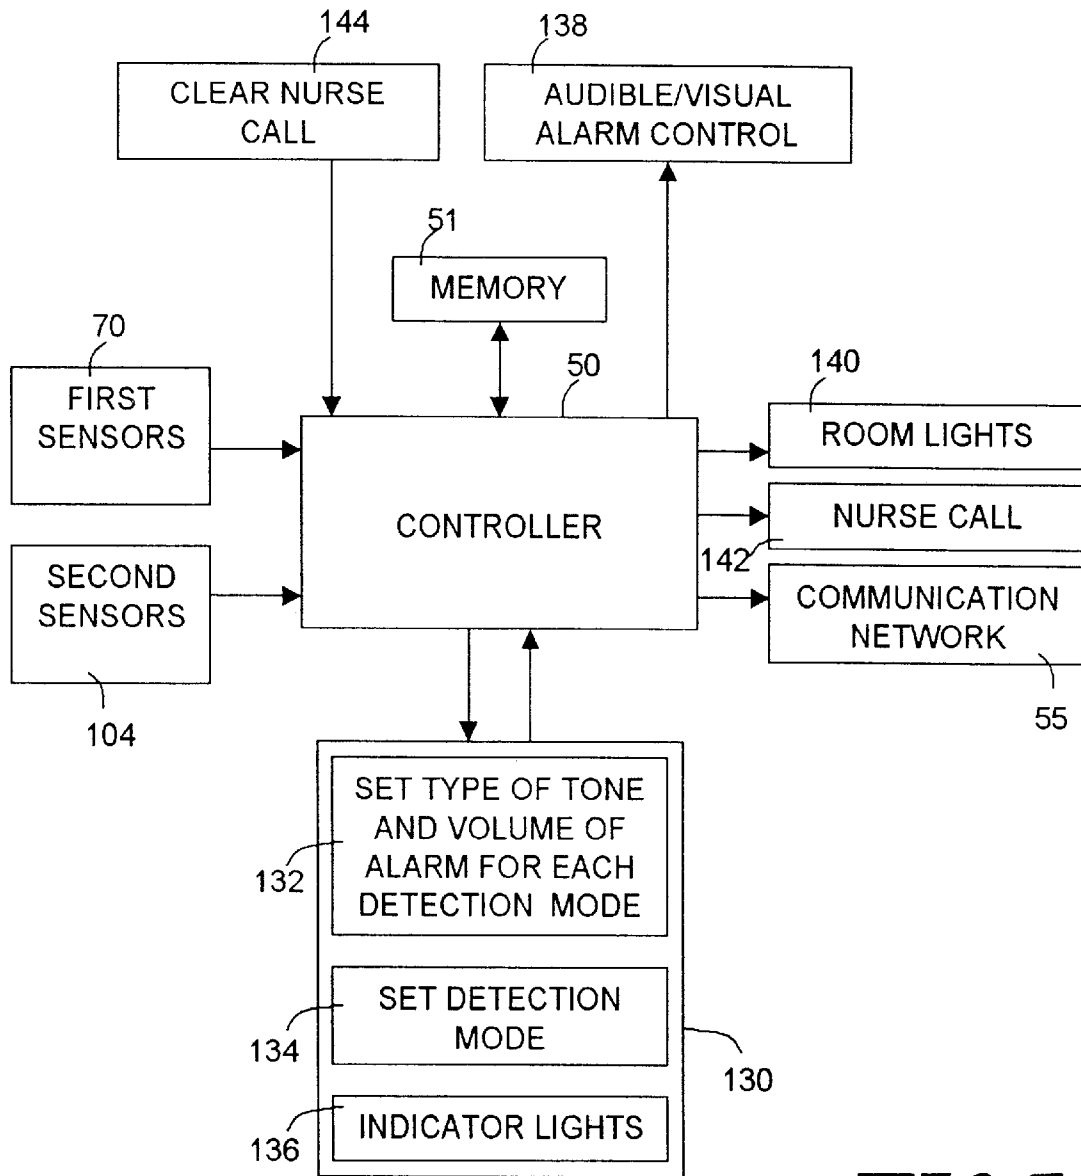 144
138
CLEAR NURSE
CALL
AUDIBLE/VISUAL
ALARM CONTROL
51
MEMORY
70
FIRST
SENSORS
50
140
ROOM LIGHTS
CONTROLLER
NURSE CALL
142
SECOND
SENSORS
COMMUNICATION
NETWORK
104
55
SET TYPE OF TONE
AND VOLUME OF
ALARM FOR EACH
DETECTION MODE
132
SET DETECTION
MODE
134
130
INDICATOR LIGHTS
136